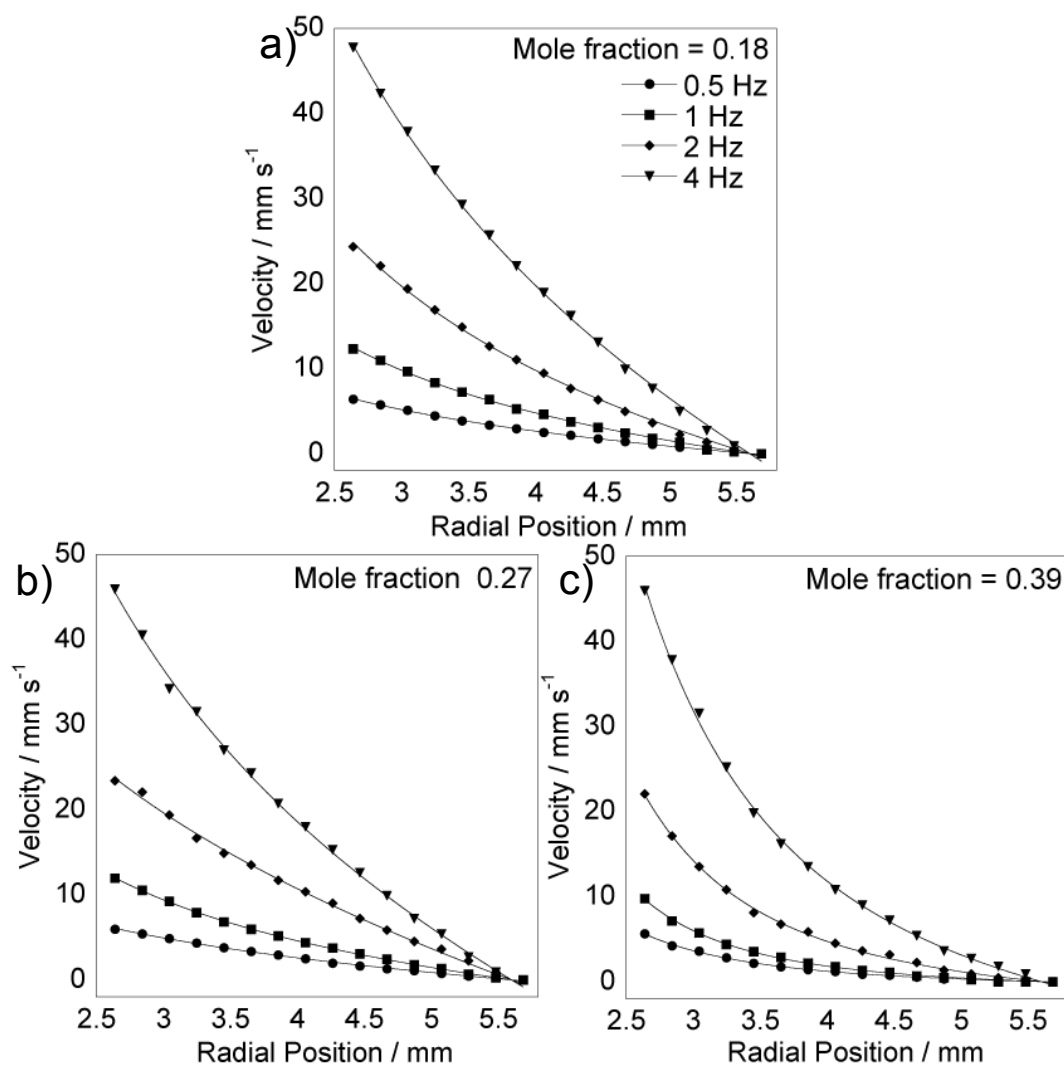 a)
Mole fraction = 0.18
0.5 Hz
1 Hz
2 Hz
4 Hz
50
40
30
20
10
0
Velocity / mm s⁻¹
2.5 3 3.5 4 4.5 5 5.5
Radial Position / mm
b)
Mole fraction 0.27
50
40
30
20
10
0
Velocity / mm s⁻¹
2.5 3 3.5 4 4.5 5 5.5
Radial Position / mm
c)
Mole fraction = 0.39
50
40
30
20
10
0
Velocity / mm s⁻¹
2.5 3 3.5 4 4.5 5 5.5
Radial Position / mm